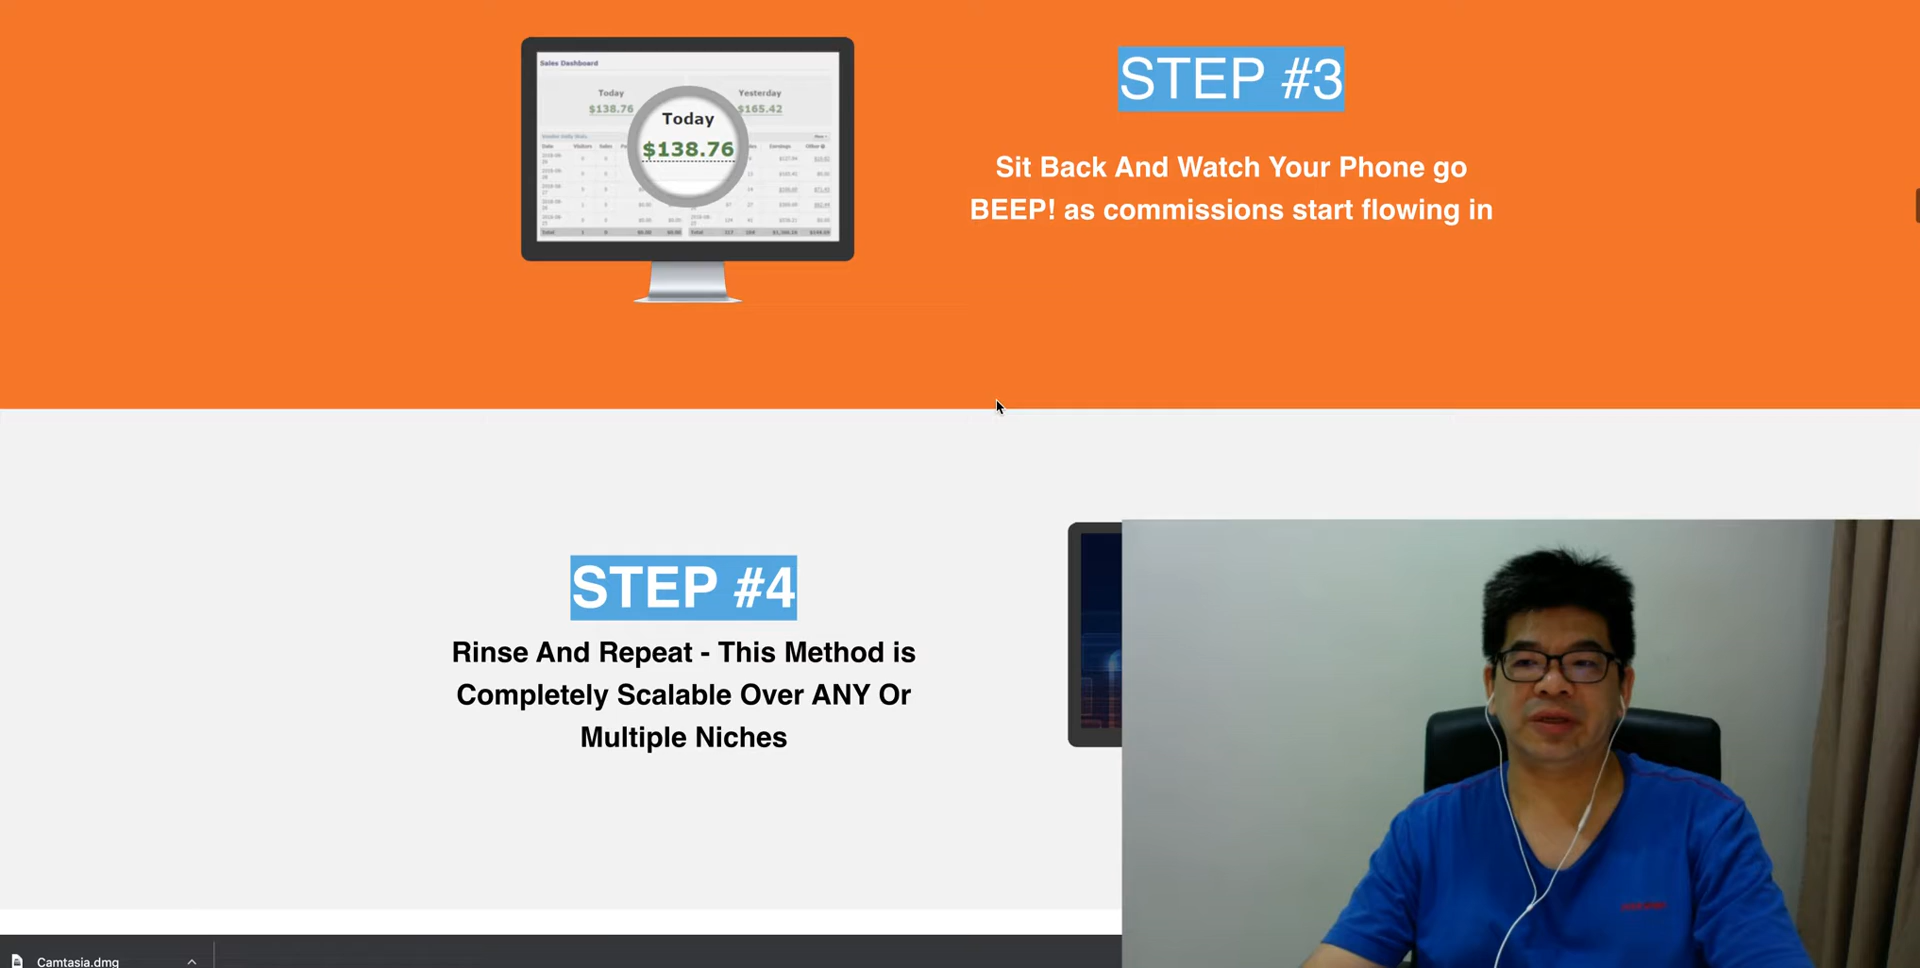 Sales Dashboard
Today
Yesterday
$138.76
$165.42
Today
$138.76
STEP #3
Sit Back And Watch Your Phone go
BEEP! as commissions start flowing in
STEP #4
Rinse And Repeat - This Method is
Completely Scalable Over ANY Or
Multiple Niches
Camtasia.dmg